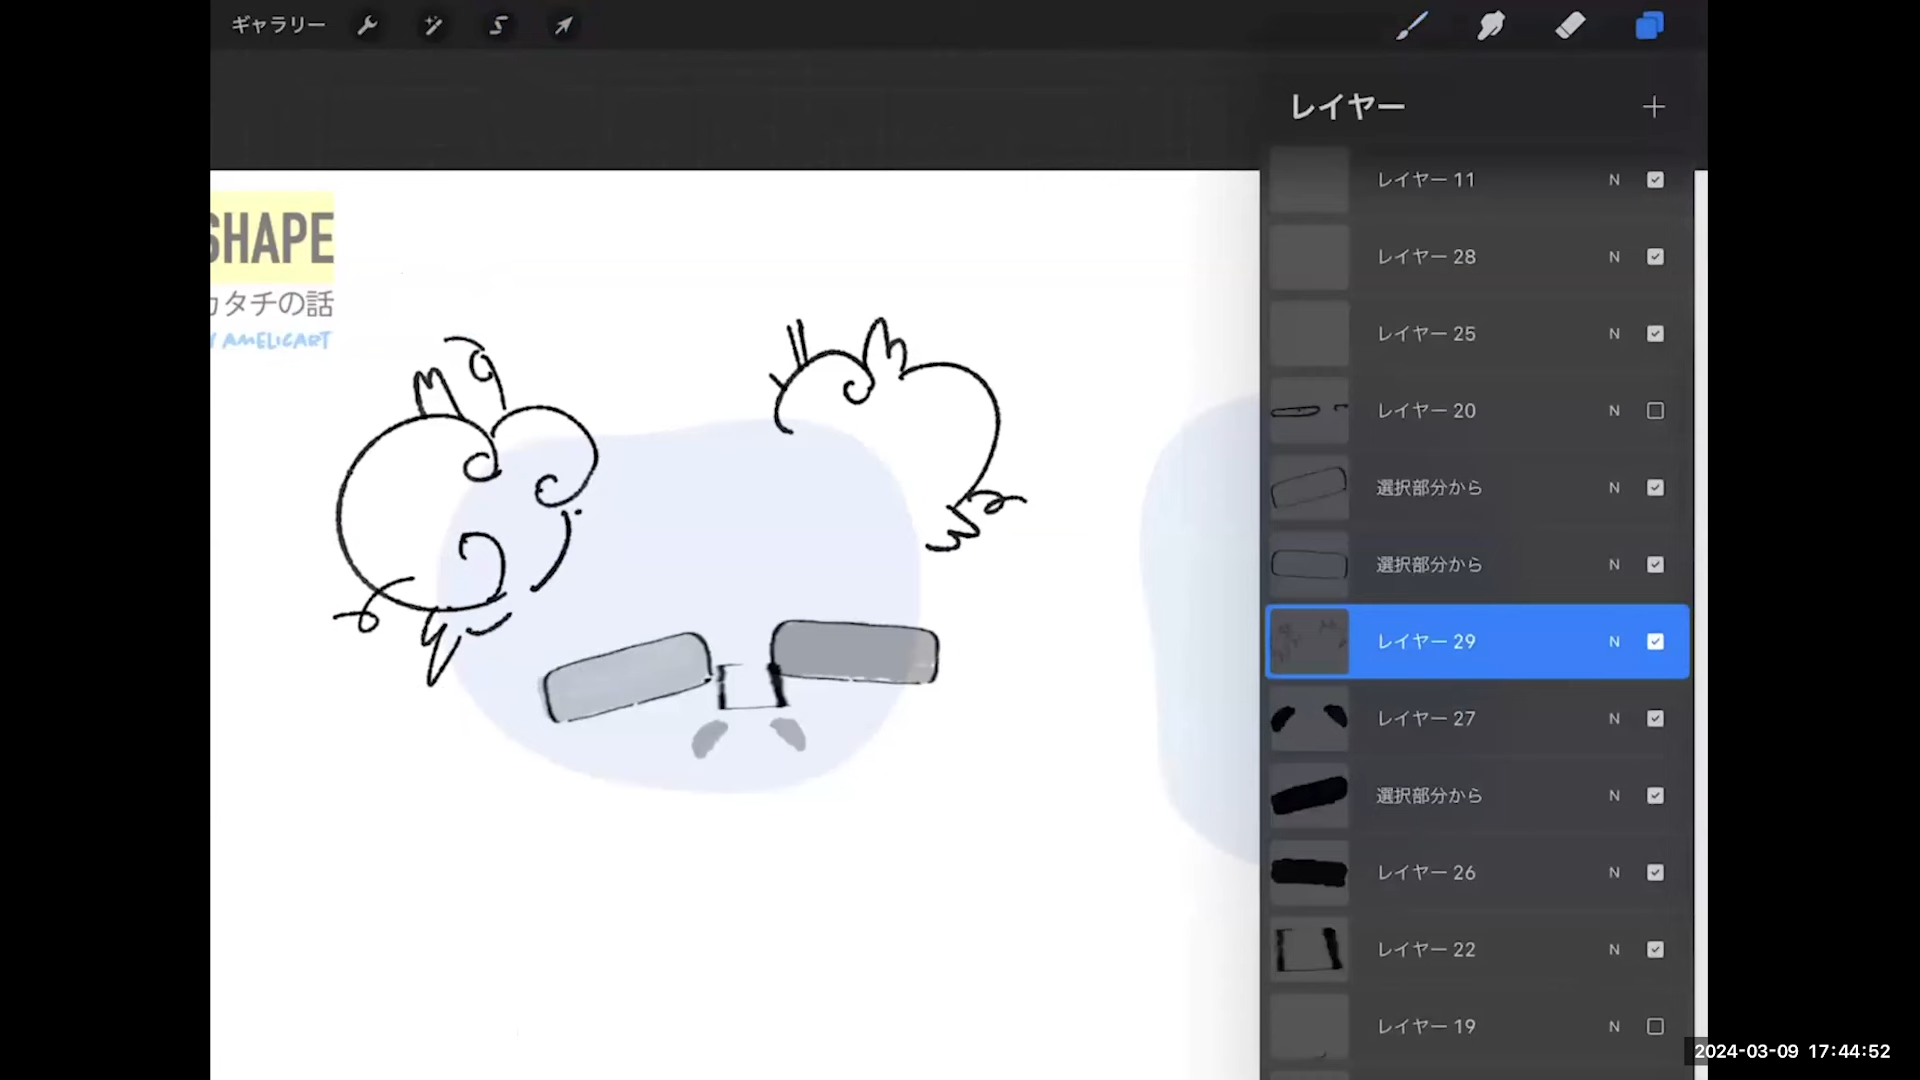 ギャラリー
レイヤー
レイヤー 11 N
SHAPE
レイヤー 28 N
カタチの話
レイヤー 25 N
BY AMELICART
レイヤー 20 N
選択部分から N
選択部分から N
レイヤー 29 N
レイヤー 27 N
選択部分から N
レイヤー 26 N
レイヤー 22 N
レイヤー 19 N
2024-03-09 17:44:52